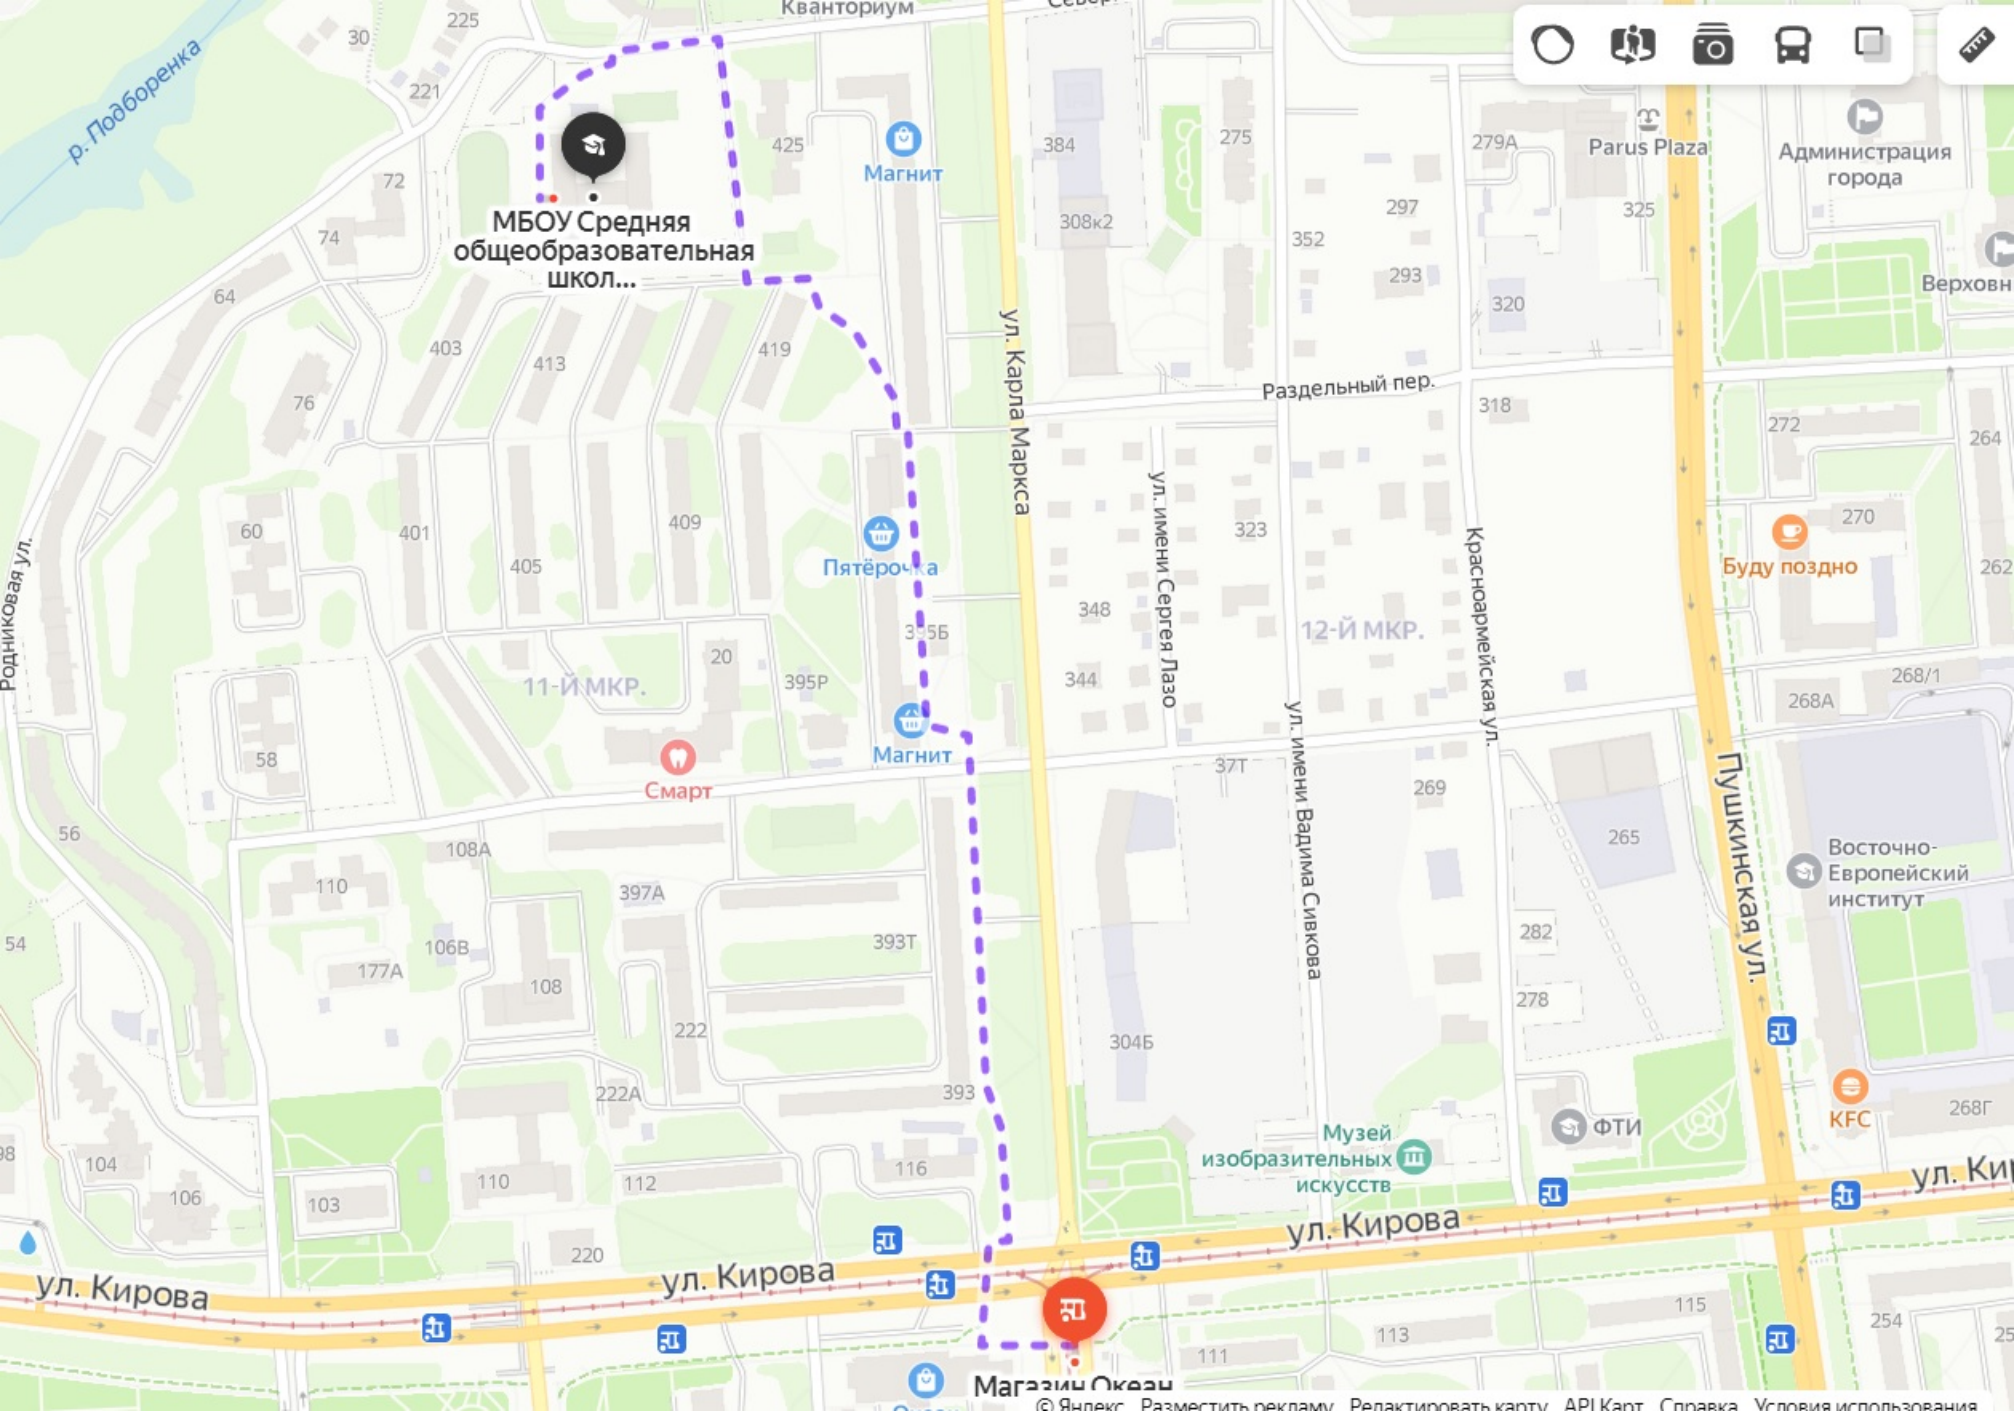 Кванториум
225
30
р. Подборенка
221
425
Магнит
384
275
279А
Parus Plaza
Администрация
города
72
74
МБОУ Средняя
общеобразовательная
школ...
308к2
297
325
352
293
Верховн
64
320
403
413
419
ул. Карла Маркса
Раздельный пер.
76
318
272
264
60
401
409
405
Пятёрочка
ул. имени Сергея Лазо
323
Красноармейская ул.
270
Буду поздно
262
Родниковая ул.
395Б
348
12-Й МКР.
20
11-Й МКР.
395Р
344
268/1
268А
Магнит
58
Смарт
37Т
ул. имени Вадима Сивкова
269
Пушкинская ул.
56
108А
265
110
397А
Восточно-
Европейский
институт
54
106В
393Т
177А
108
282
278
222
304Б
222А
393
268Г
KFC
ФТИ
Музей
изобразительных
искусств
98
104
106
103
110
112
116
220
ул. Кирова
ул. Кирова
ул. Кирова
ул. Кир
115
113
111
254
Магазин Океан
© Яндекс Разместить рекламу Редактировать карту API Карт Справка Условия использования